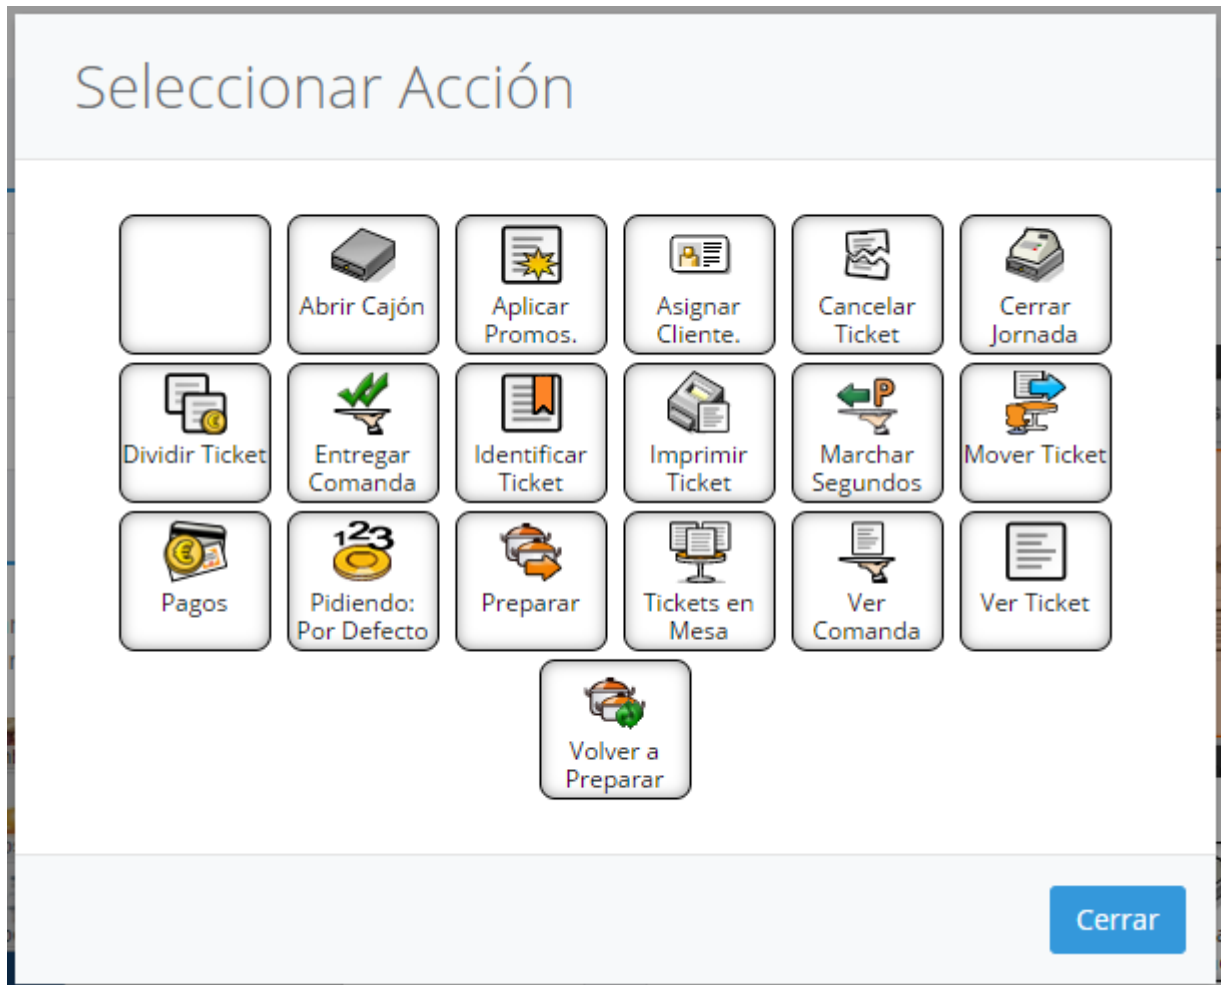 Seleccionar Acción
Abrir Cajón
Aplicar
Promos.
Asignar
Cliente.
Cancelar
Ticket
Cerrar
Jornada
Dividir Ticket
Entregar
Comanda
Identificar
Ticket
Imprimir
Ticket
P
Marchar
Segundos
Mover Ticket
€
Pagos
123
Pidiendo:
Por Defecto
Preparar
Tickets en
Mesa
Ver
Comanda
Ver Ticket
Volver a
Preparar
Cerrar